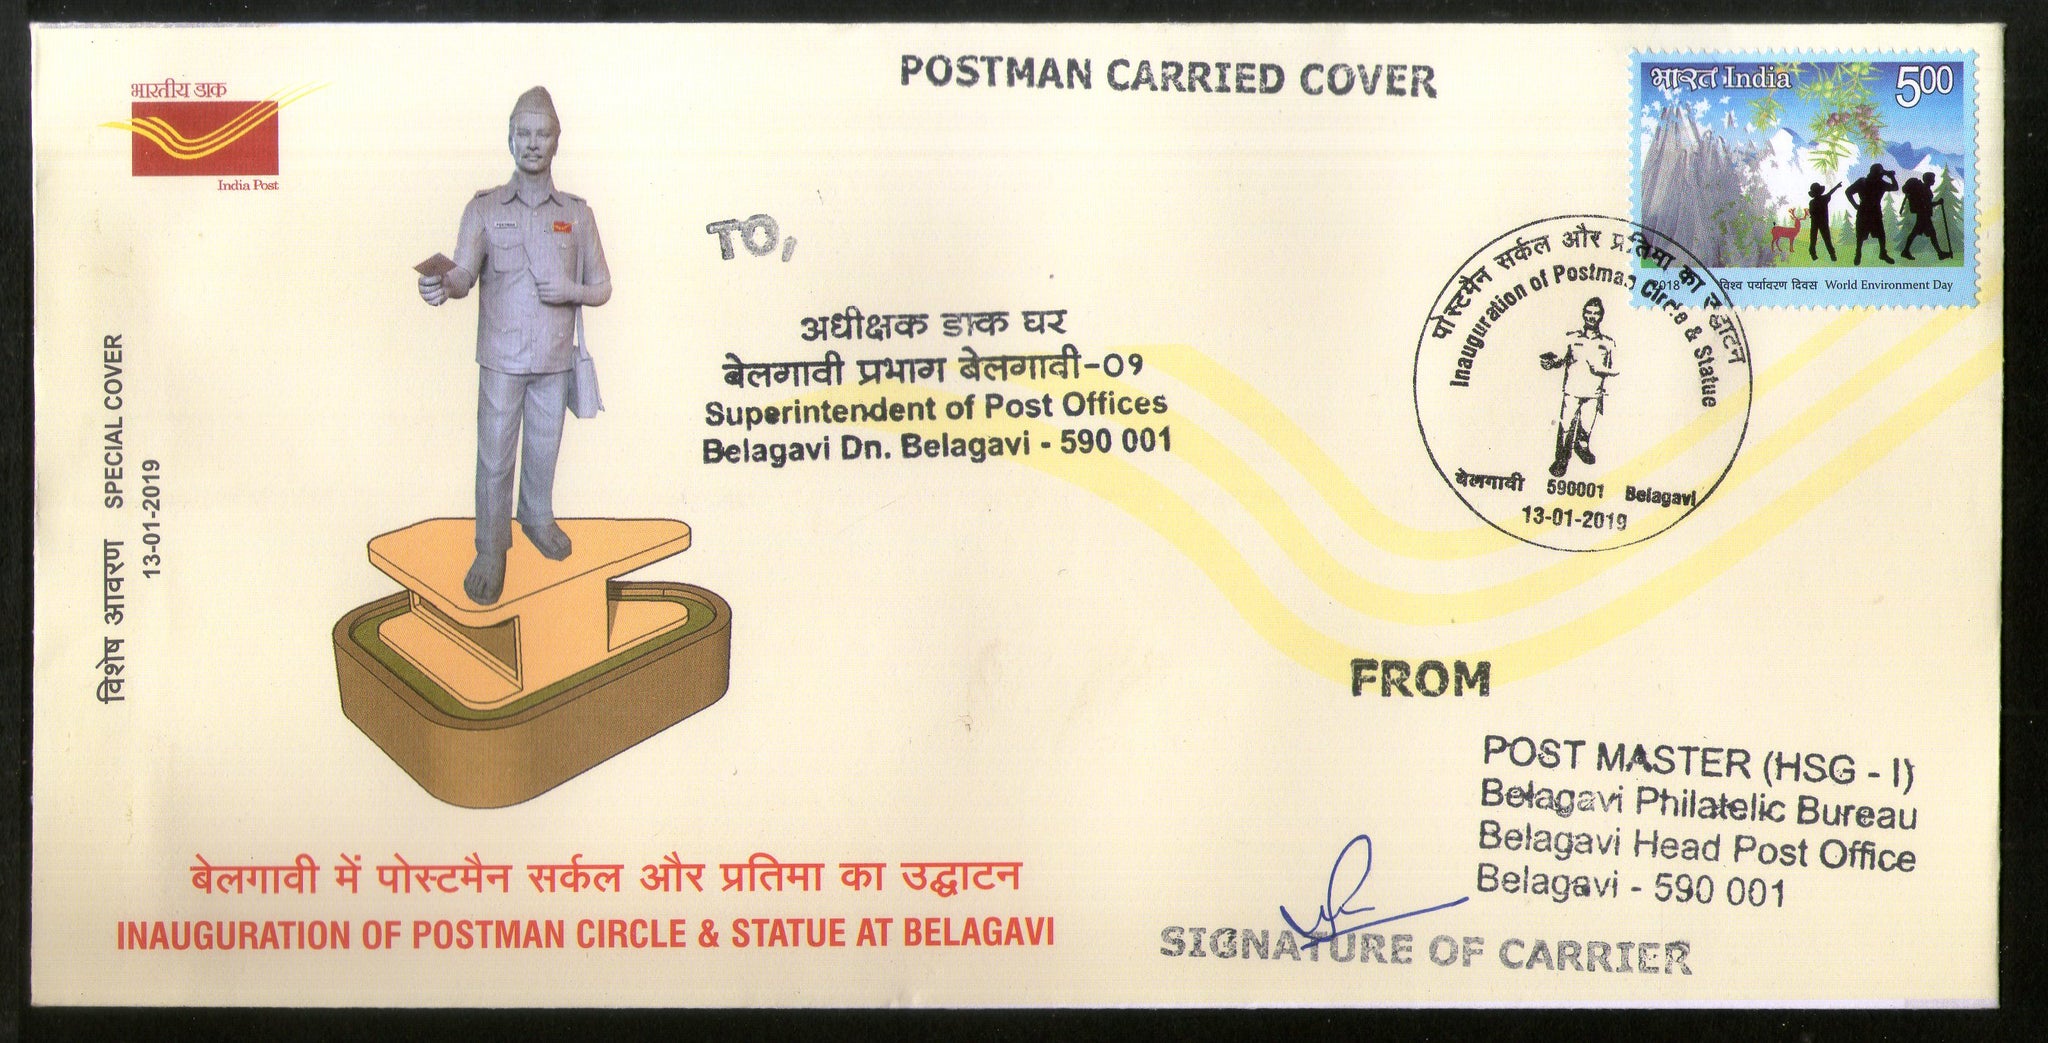 POSTMAN CARRIED COVER
भारतीय डाक
India Post
भारत India 500
2018 विश्व पर्यावरण दिवस World Environment Day
TO,
POSTMAN
अधीक्षक डाक घर
बेलगावी प्रभाग बेलगावी-०१
Superintendent of Post Offices
Belagavi Dn. Belagavi - 590 001
पोस्टमैन सर्कल और प्रतिमा का उद्घाटन
Inauguration of Postman Circle & Statue
बेलगावी 590001 Belagavi
13-01-2019
विशेष आवरण SPECIAL COVER
13-01-2019
FROM
POST MASTER (HSG - I)
Belagavi Philatelic Bureau
Belagavi Head Post Office
Belagavi - 590 001
बेलगावी में पोस्टमैन सर्कल और प्रतिमा का उद्घाटन
INAUGURATION OF POSTMAN CIRCLE & STATUE AT BELAGAVI
SIGNATURE OF CARRIER